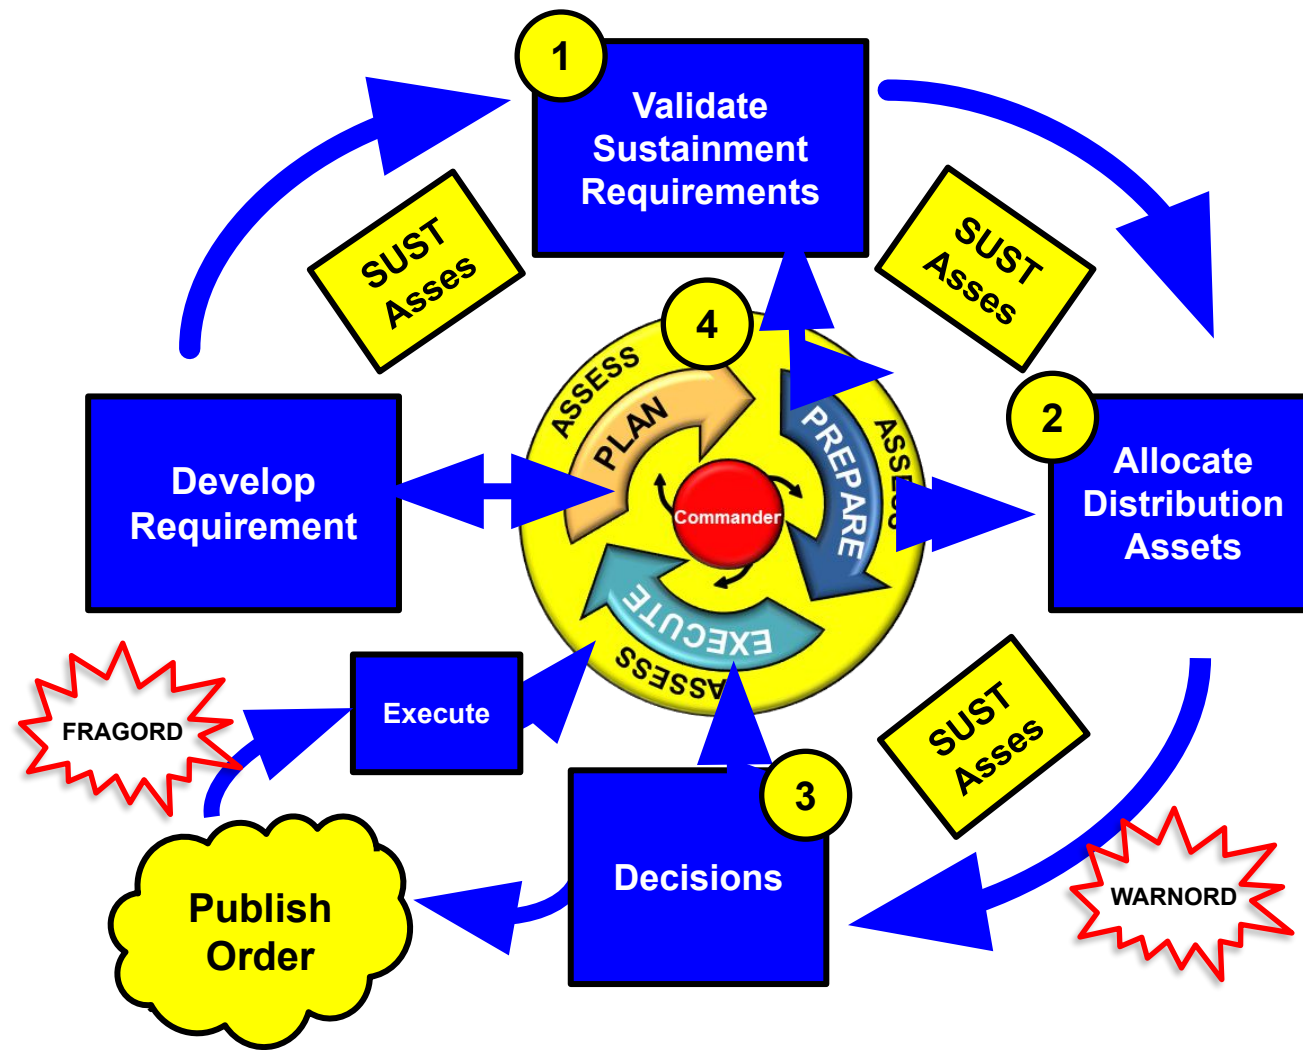 1
Validate
Sustainment
Requirements
SUST
Asses
SUST
Asses
4
2
Allocate
Distribution
Assets
Develop
Requirement
ASSESS
PLAN
PREPARE
ASSESS
Commander
EXECUTE
ASSESS
SUST
Asses
FRAGORD
Execute
3
Decisions
WARNORD
Publish
Order